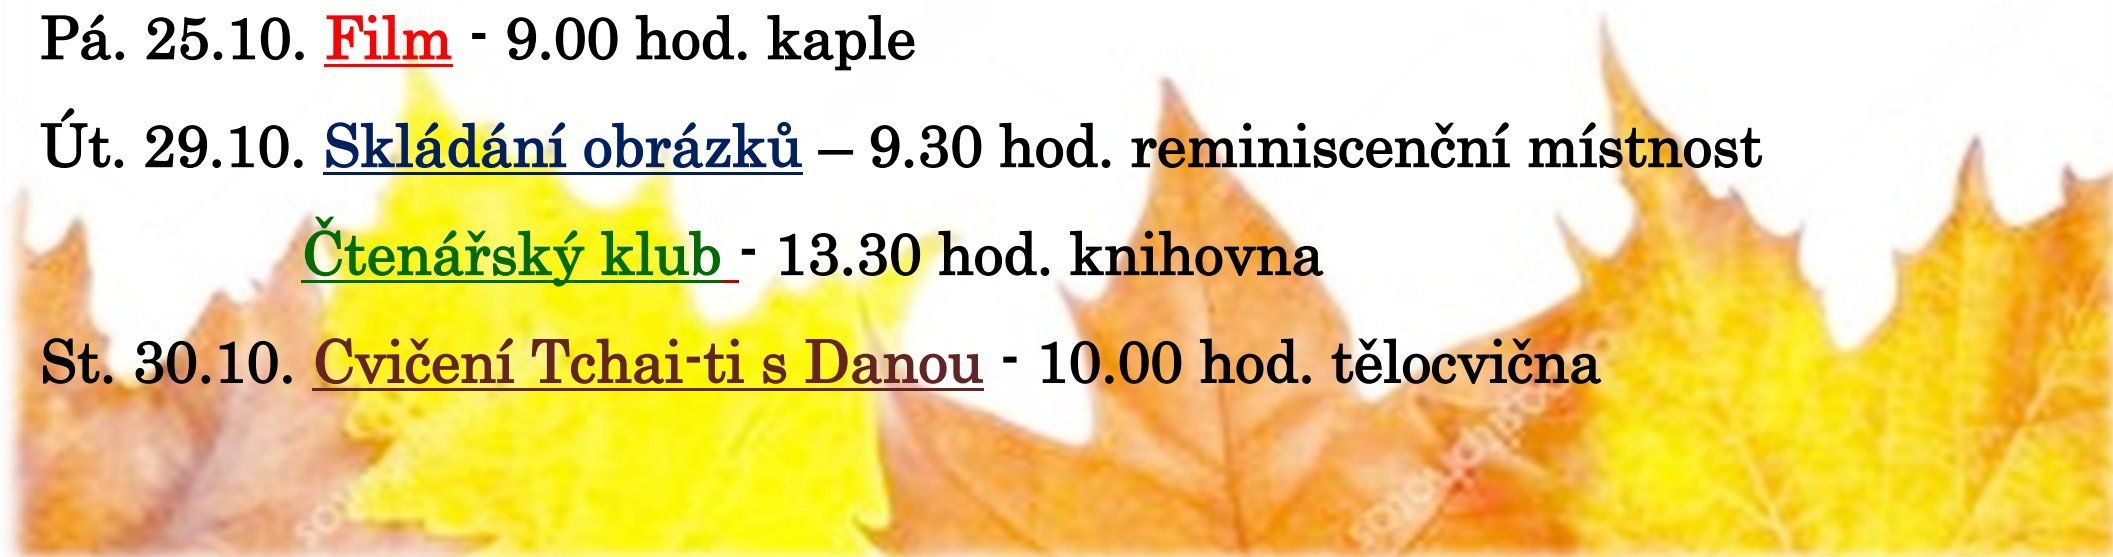 Pá. 25.10. Film - 9.00 hod. kaple
Út. 29.10. Skládání obrázků – 9.30 hod. reminiscenční místnost
Čtenářský klub - 13.30 hod. knihovna
St. 30.10. Cvičení Tchai-ti s Danou - 10.00 hod. tělocvična